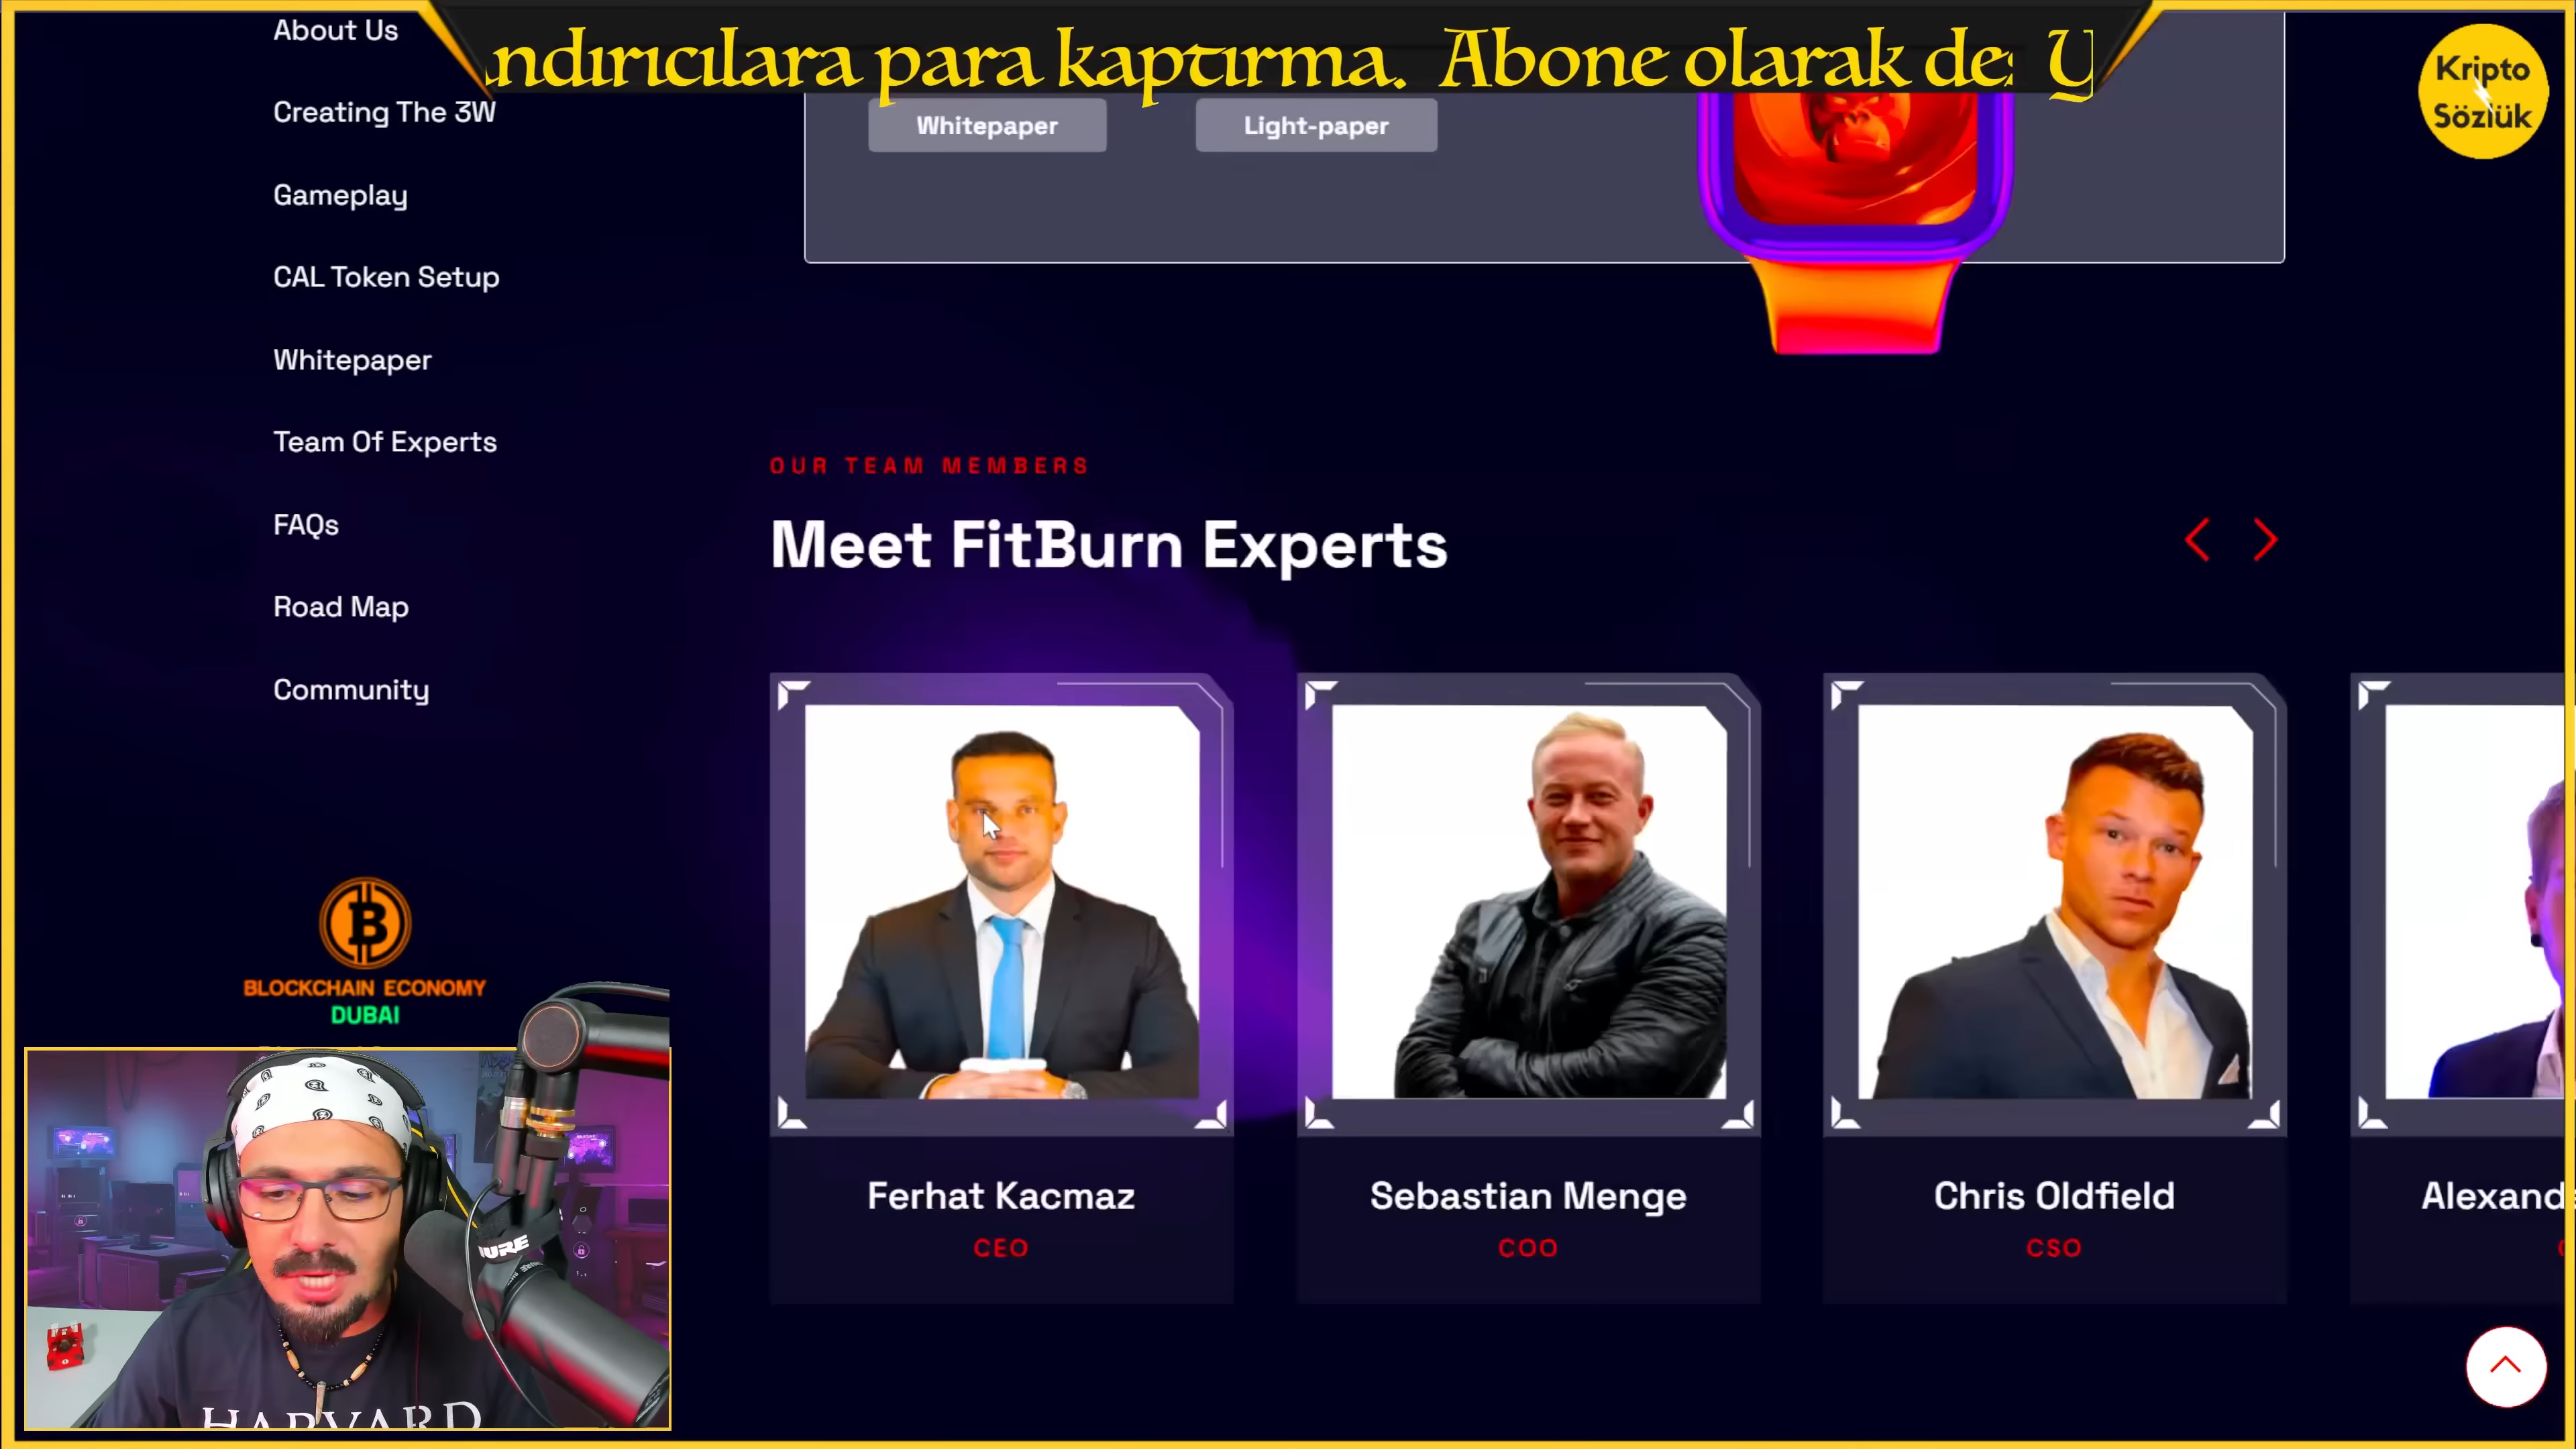 ndırıcılara para kaptırma. Abone olarak des Y
Kripto
Sözlük
About Us
Creating The 3W
Gameplay
CAL Token Setup
Whitepaper
Team Of Experts
FAQs
Road Map
Community
BLOCKCHAIN ECONOMY
DUBAI
Whitepaper
Light-paper
OUR TEAM MEMBERS
Meet FitBurn Experts
Ferhat Kacmaz
CEO
Sebastian Menge
COO
Chris Oldfield
CSO
Alexand
URE
HARVARD